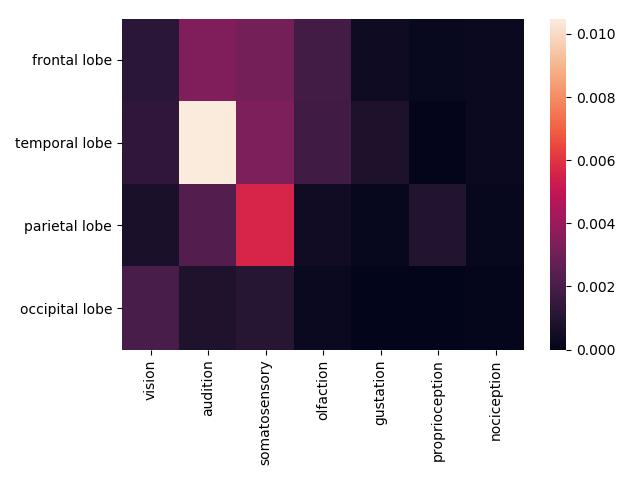 frontal lobe
temporal lobe
parietal lobe
occipital lobe
vision
audition
somatosensory
olfaction
gustation
proprioception
nociception
0.010
0.008
0.006
0.004
0.002
0.000